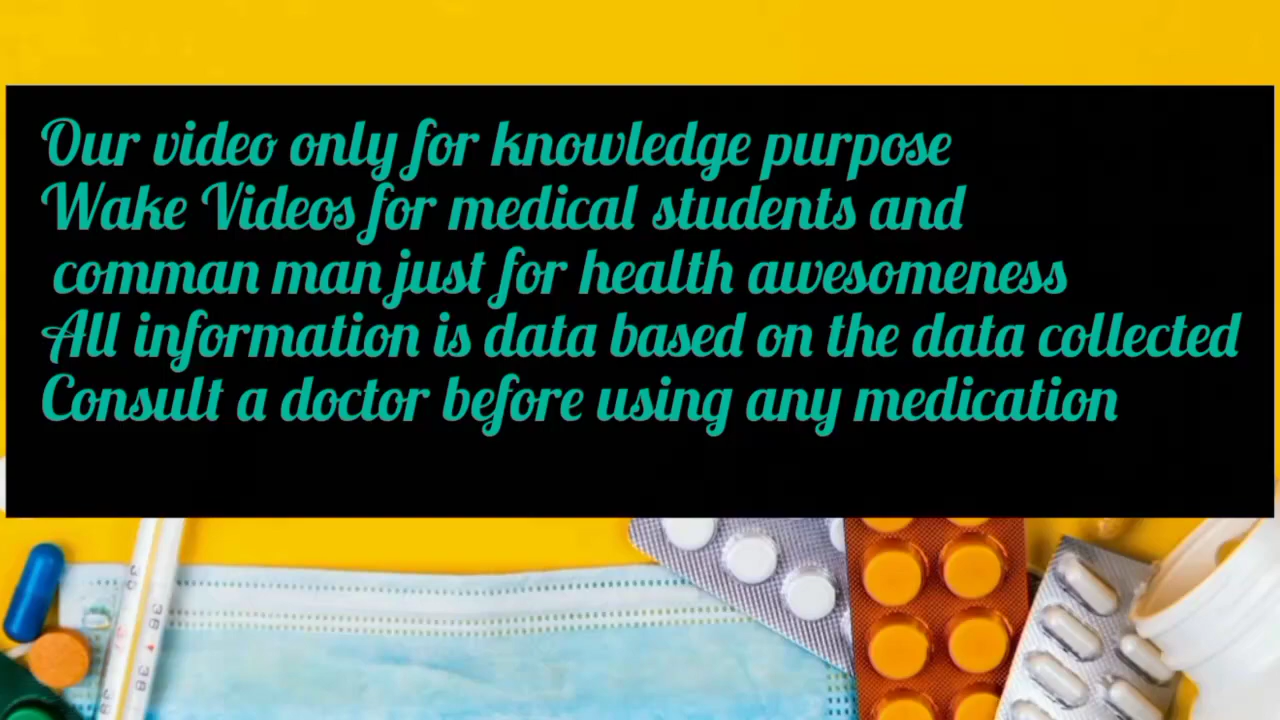 Our video only for knowledge purpose
Wake Videos for medical students and
comman man just for health awesomeness
All information is data based on the data collected
Consult a doctor before using any medication